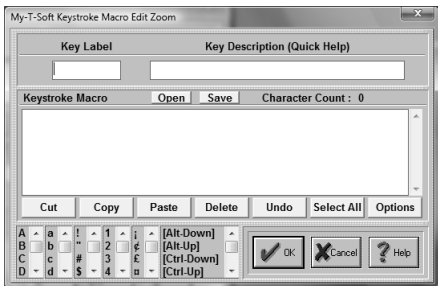 My-T-Soft Keystroke Macro Edit Zoom
Key Label Key Description (Quick Help)
Keystroke Macro Open Save Character Count : 0
Cut Copy Paste Delete Undo Select All Options
A a ! 1 ¡ [Alt-Down]
B b " 2 ¢ [Alt-Up]
C c # 3 £ [Ctrl-Down]
D d $ 4 ¤ [Ctrl-Up]
OK Cancel ? Help